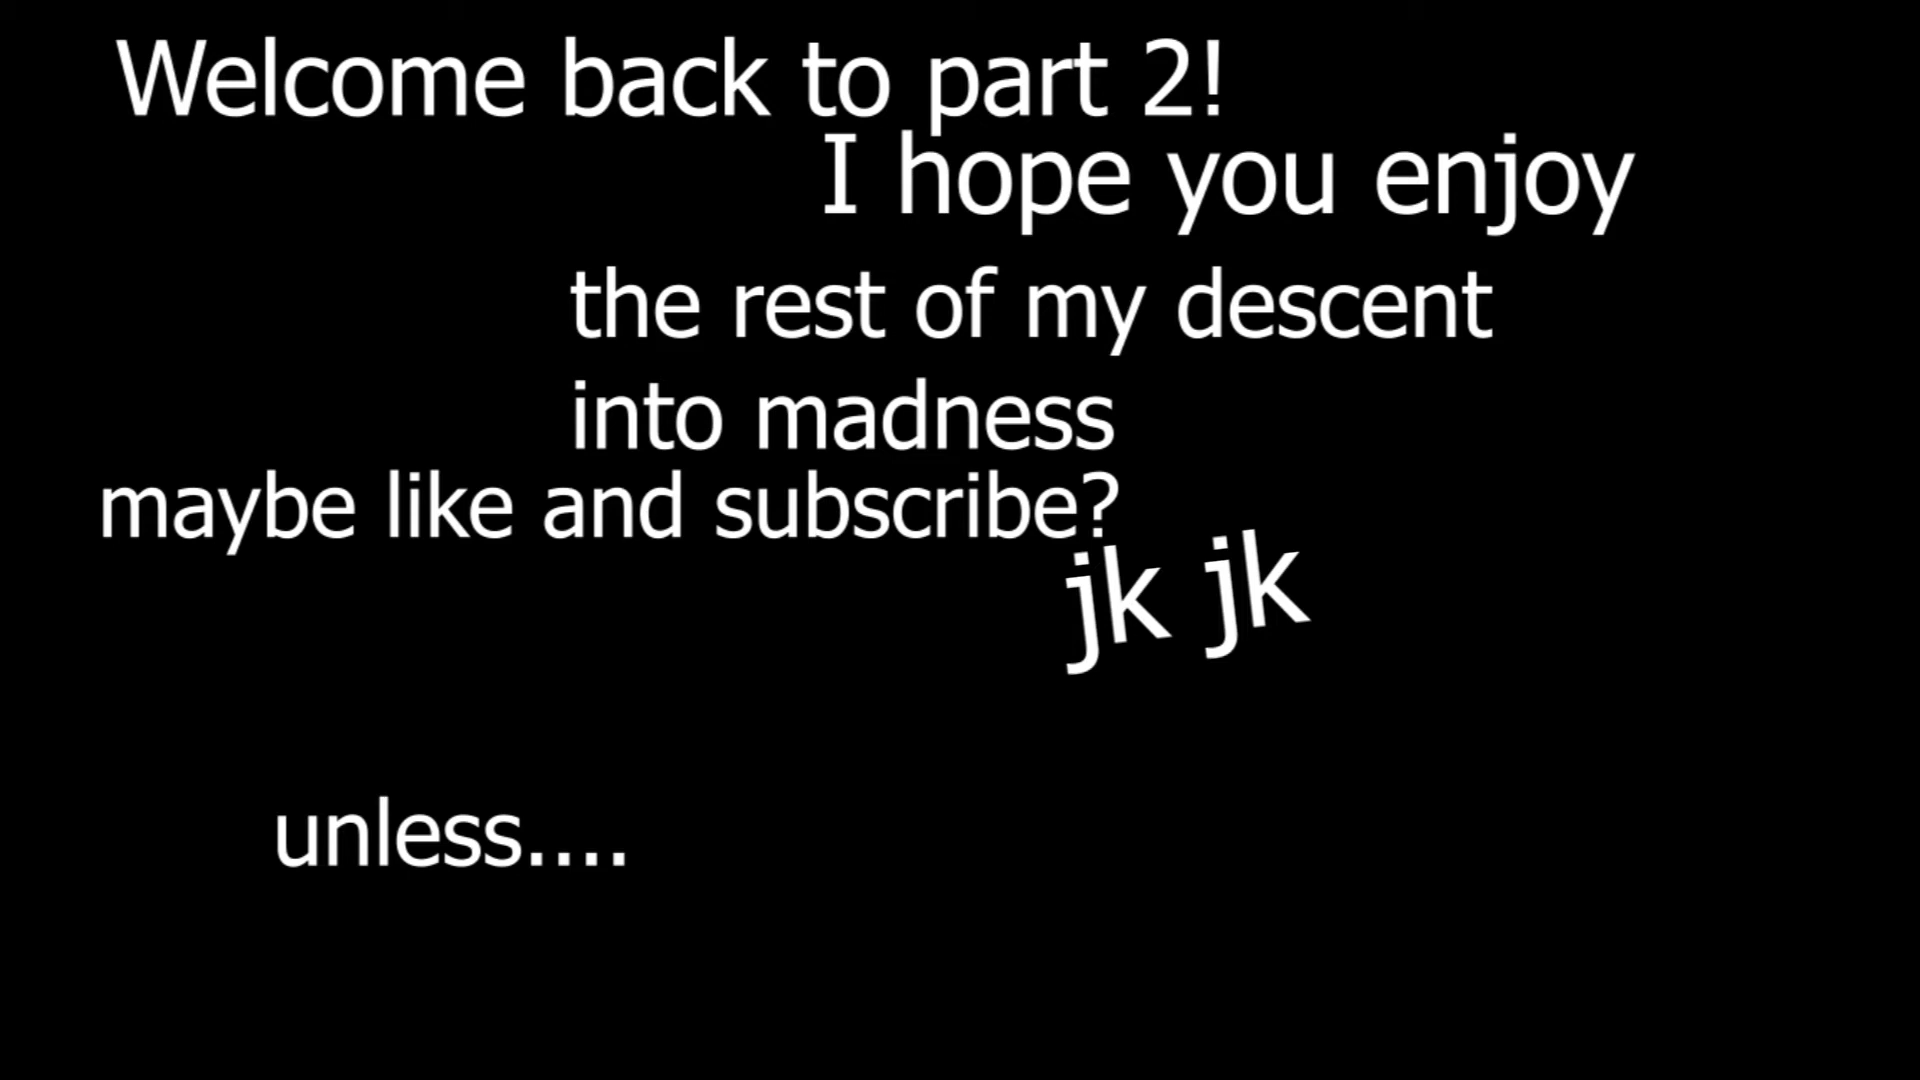 Welcome back to part 2!
I hope you enjoy
the rest of my descent
into madness
maybe like and subscribe?
jk jk
unless....